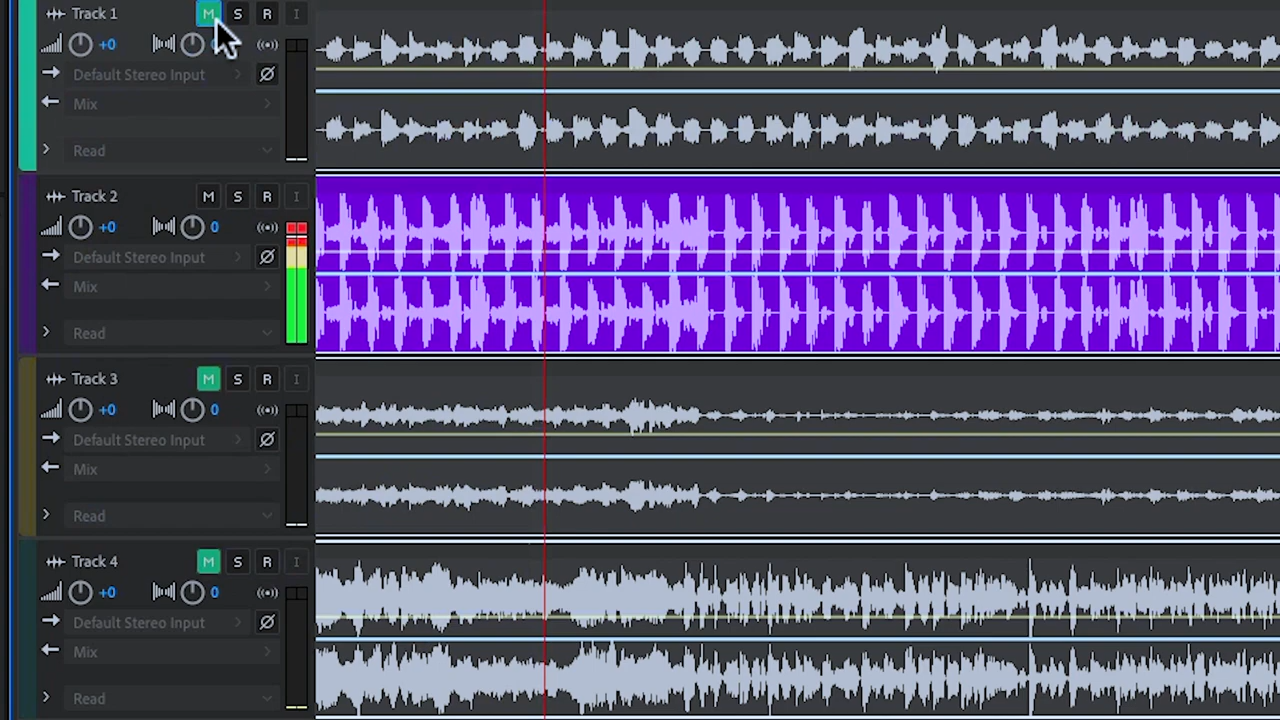 Track 1 M S R I
+0
Default Stereo Input
Mix
Read
Track 2 M S R I
+0 0
Default Stereo Input
Mix
Read
Track 3 M S R I
+0 0
Default Stereo Input
Mix
Read
Track 4 M S R I
+0 0
Default Stereo Input
Mix
Read